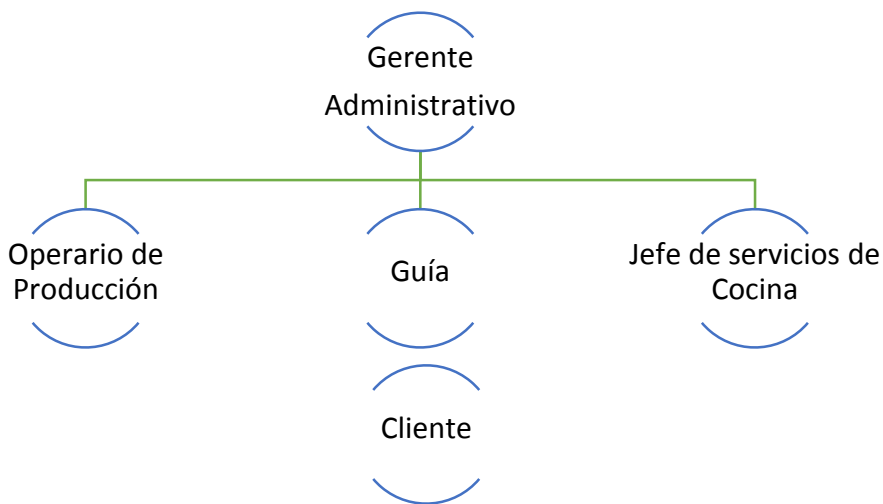 Gerente
Administrativo
Operario de
Producción
Guía
Jefe de servicios de
Cocina
Cliente